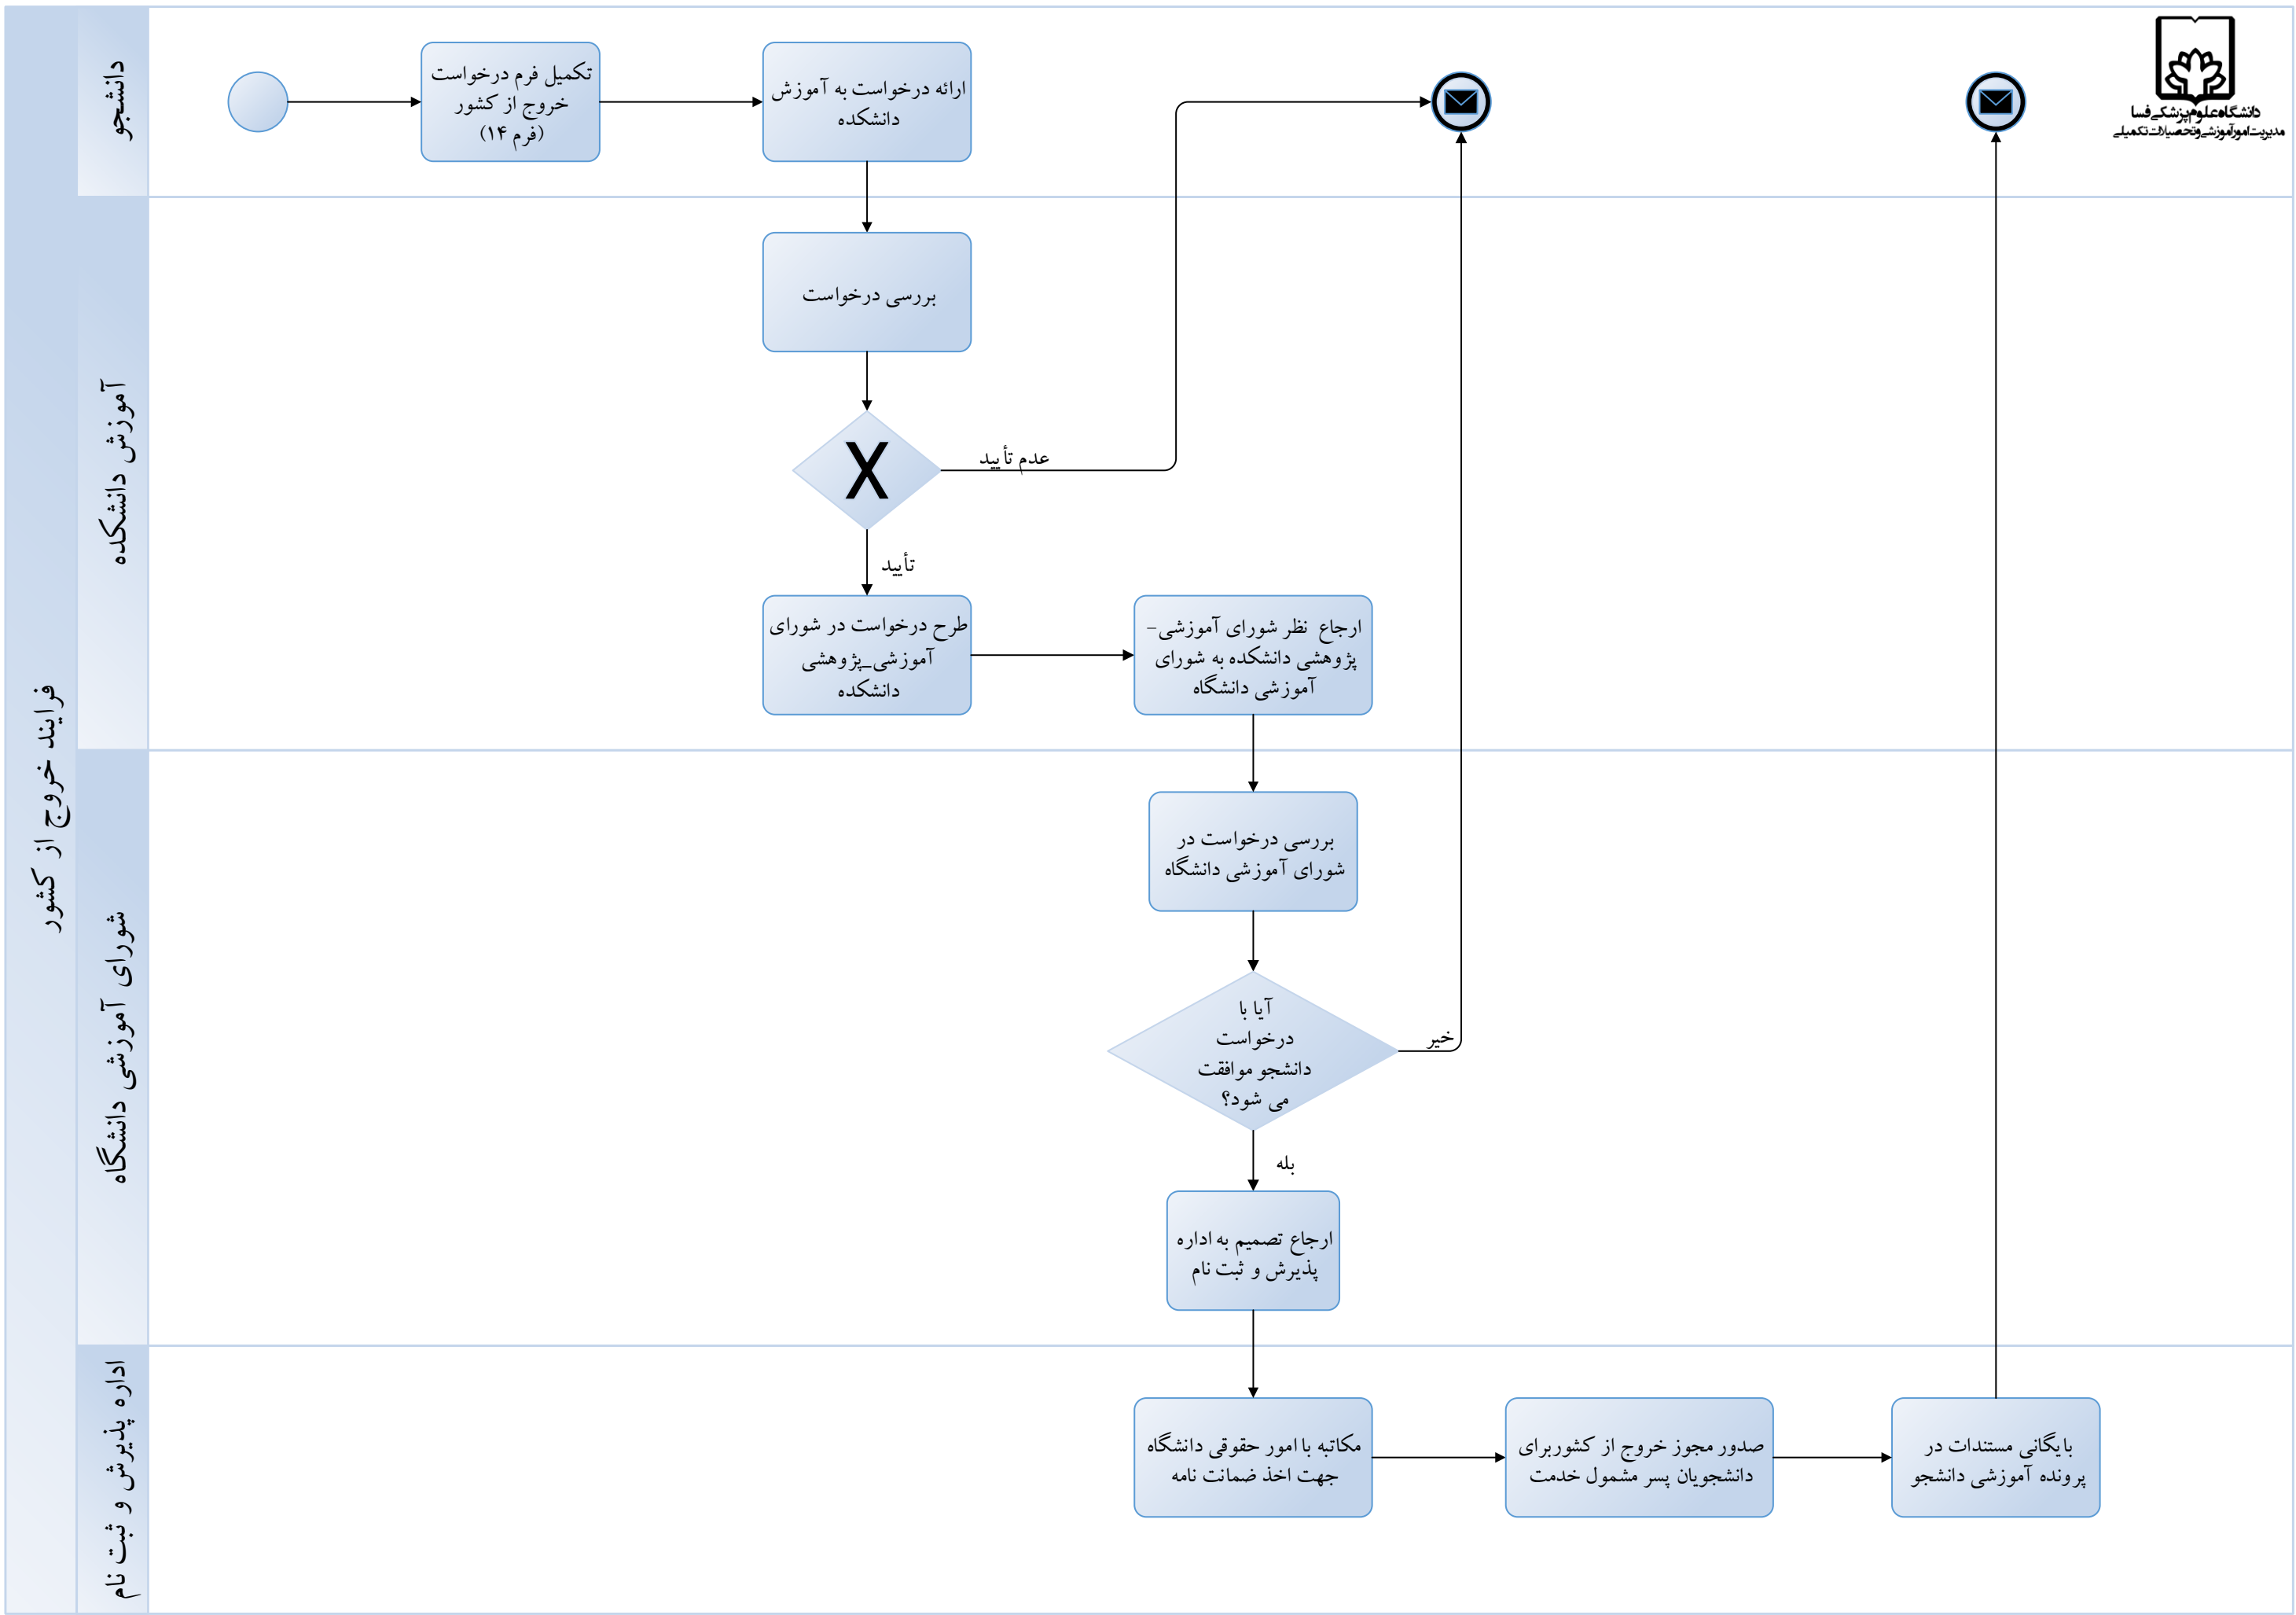 فرایند خروج از کشور
دانشجو
تکمیل فرم درخواست
خروج از کشور
(فرم ۱۴)
ارائه درخواست به آموزش
دانشکده
دانشگاه علوم پزشکی فسا
مدیریت امور آموزشی و تحصیلات تکمیلی
آموزش دانشکده
بررسی درخواست
X
عدم تأیید
تأیید
طرح درخواست در شورای
آموزشی_پژوهشی
دانشکده
ارجاع نظر شورای آموزشی-
پژوهشی دانشکده به شورای
آموزشی دانشگاه
شورای آموزشی دانشگاه
بررسی درخواست در
شورای آموزشی دانشگاه
آیا با
درخواست
دانشجو موافقت
می شود؟
خیر
بله
ارجاع تصمیم به اداره
پذیرش و ثبت نام
اداره پذیرش و ثبت نام
مکاتبه با امور حقوقی دانشگاه
جهت اخذ ضمانت نامه
صدور مجوز خروج از کشوربرای
دانشجویان پسر مشمول خدمت
بایگانی مستندات در
پرونده آموزشی دانشجو